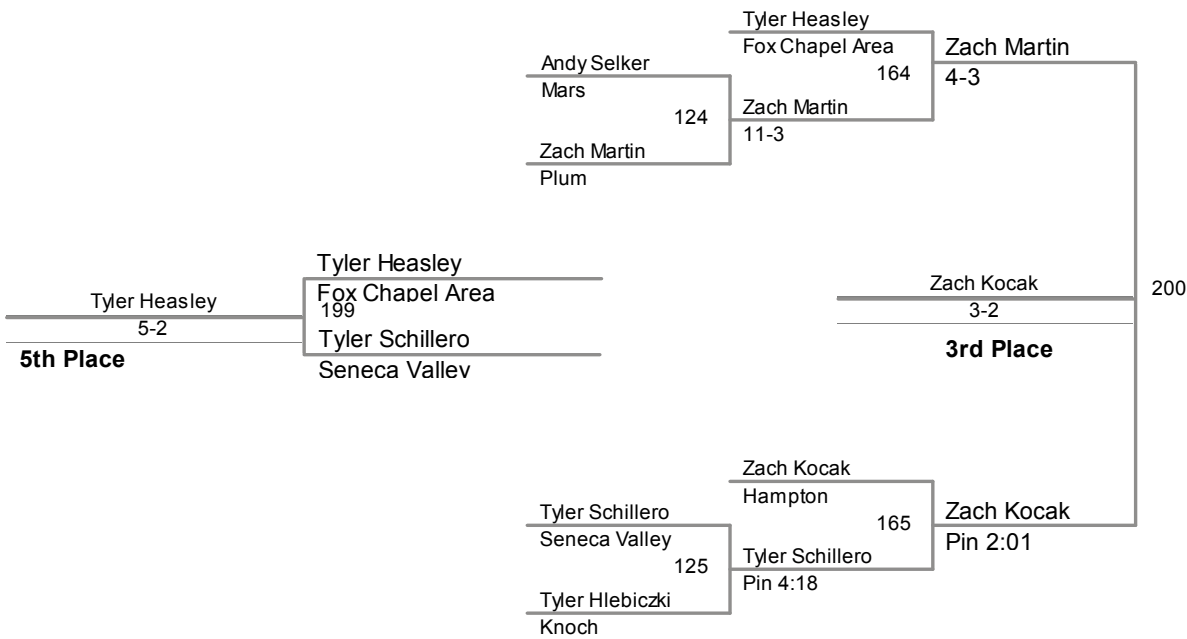 Tyler Heasley
Fox Chapel Area
164
Zach Martin
4-3
Andy Selker
Mars
124
Zach Martin
11-3
Zach Martin
Plum
Tyler Heasley
Fox Chapel Area
199
Tyler Heasley
5-2
5th Place
Tyler Schillero
Seneca Valley
Zach Kocak
3-2
3rd Place
200
Zach Kocak
Hampton
165
Zach Kocak
Pin 2:01
Tyler Schillero
Seneca Valley
125
Tyler Schillero
Pin 4:18
Tyler Hlebiczki
Knoch